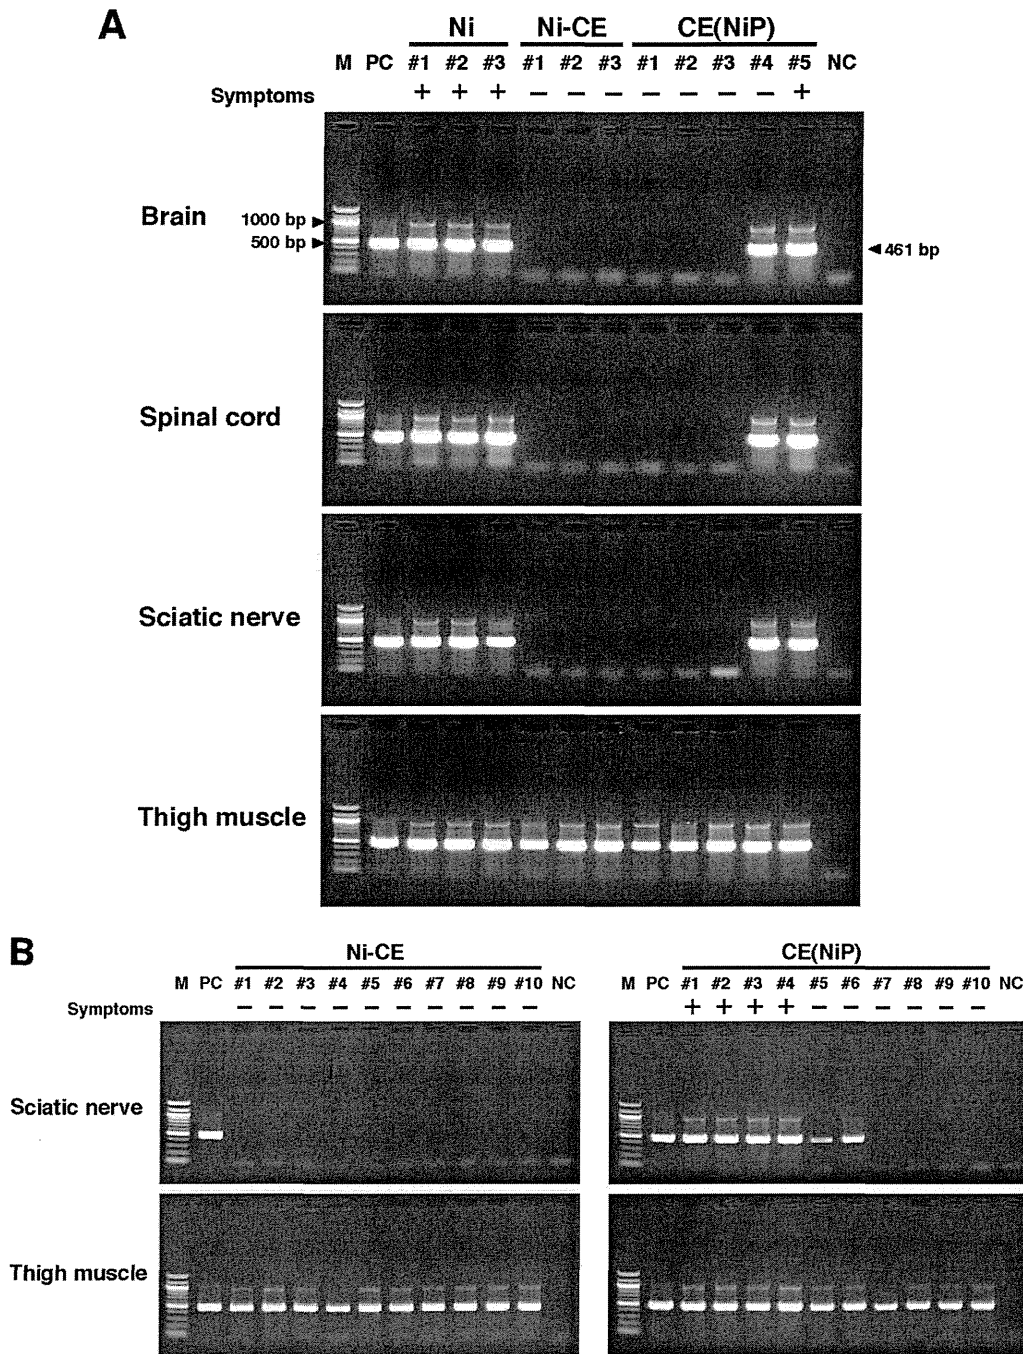 A
Ni Ni-CE CE(NiP)
M PC #1 #2 #3 #1 #2 #3 #1 #2 #3 #4 #5 NC
Symptoms + + + − − − − − − − +
Brain 1000 bp
500 bp 461 bp
Spinal cord
Sciatic nerve
Thigh muscle
B
Ni-CE CE(NiP)
M PC #1 #2 #3 #4 #5 #6 #7 #8 #9 #10 NC M PC #1 #2 #3 #4 #5 #6 #7 #8 #9 #10 NC
Symptoms − − − − − − − − − − + + + + − − − − − −
Sciatic nerve
Thigh muscle